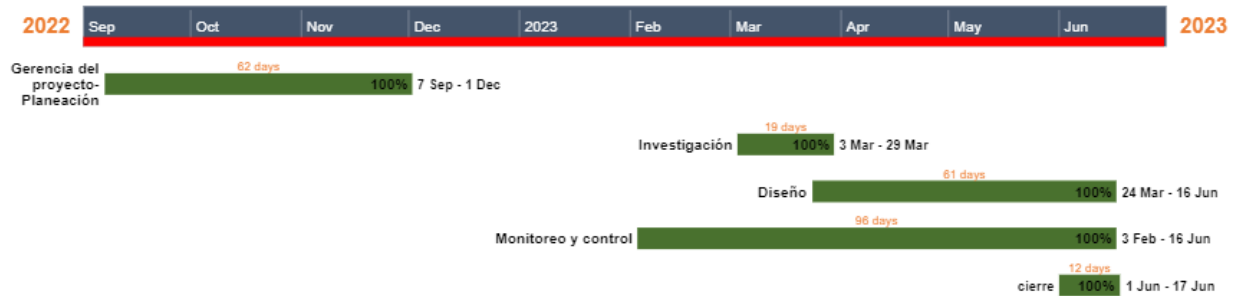 2022 Sep Oct Nov Dec 2023 Feb Mar Apr May Jun 2023
62 days
Gerencia del
proyecto-
Planeación
100% 7 Sep - 1 Dec
19 days
Investigación 100% 3 Mar - 29 Mar
61 days
Diseño 100% 24 Mar - 16 Jun
96 days
Monitoreo y control 100% 3 Feb - 16 Jun
12 days
cierre 100% 1 Jun - 17 Jun